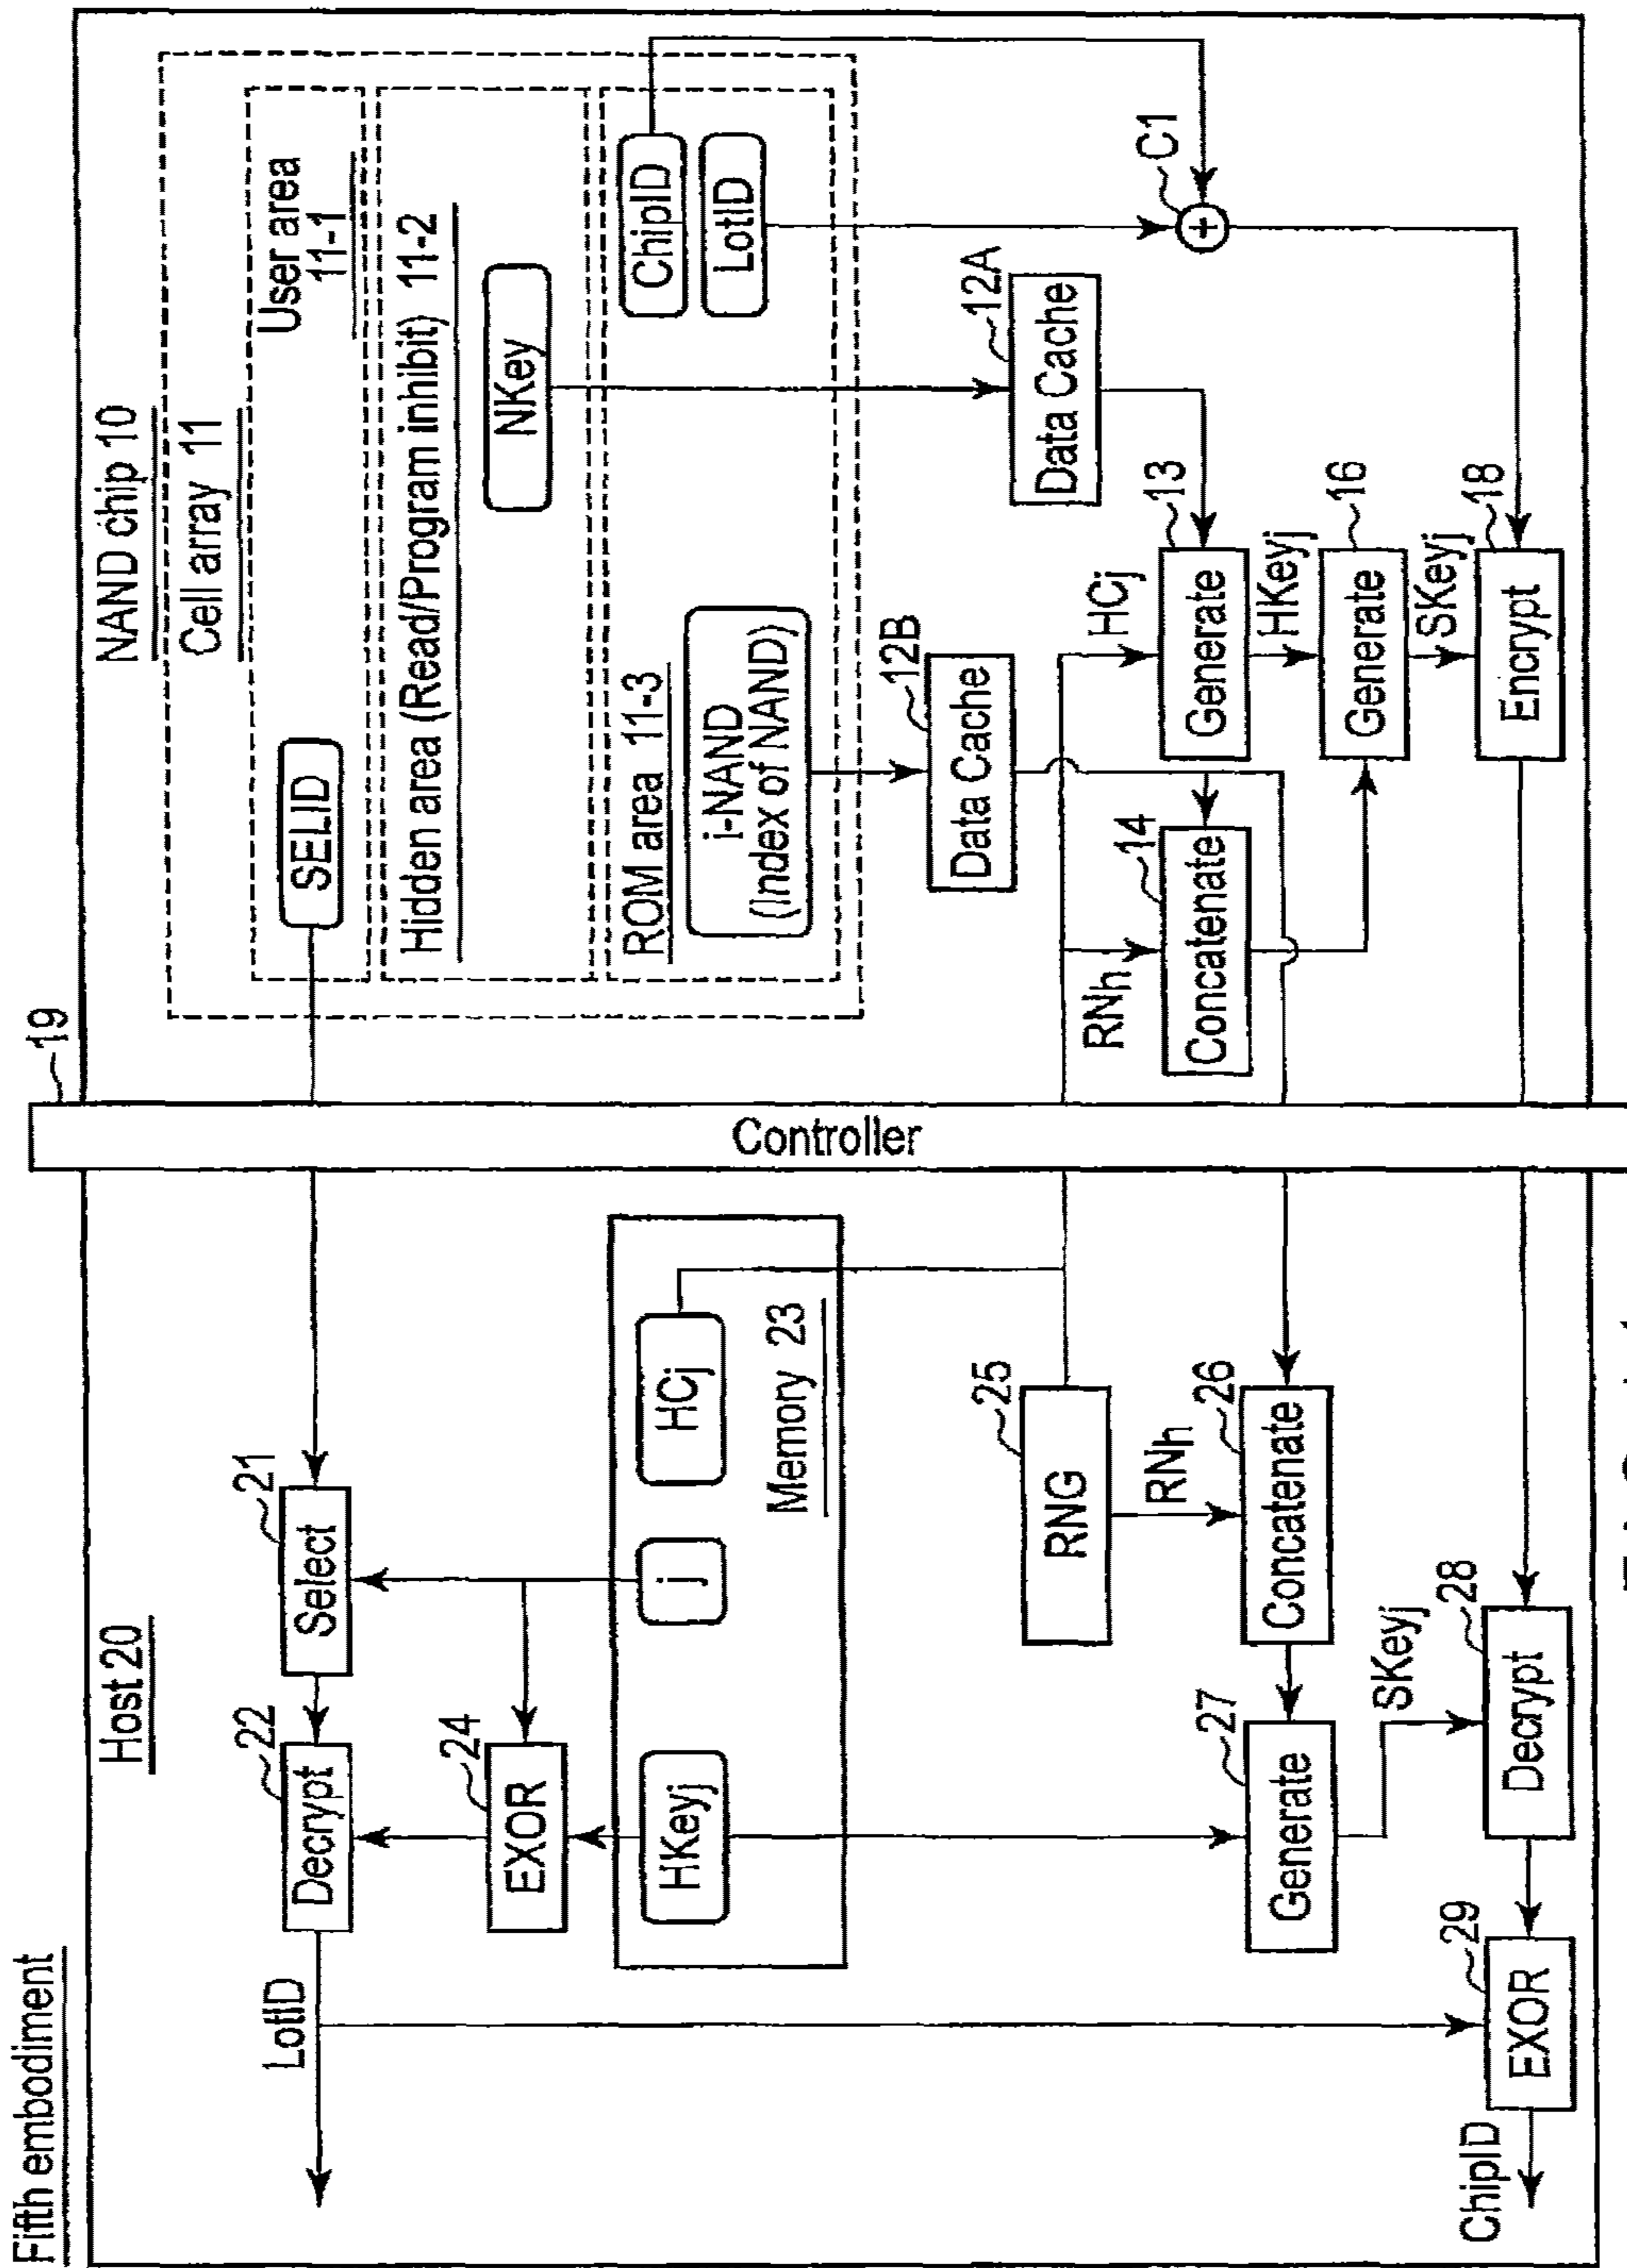 Fifth embodiment
Host 20
LotID
Decrypt
22
Select
21
EXOR
24
HKeyj
j
HCj
Memory 23
RNG
25
RNh
Concatenate
26
Generate
27
SKeyj
Decrypt
28
EXOR
29
ChipID
Controller
19
NAND chip 10
Cell array 11
SELID
User area
11-1
Hidden area (Read/Program inhibit) 11-2
NKey
ROM area 11-3
i-NAND
(Index of NAND))
ChipID
LotID
Data Cache
12B
Data Cache
12A
C1
+
RNh
Concatenate
14
HCj
Generate
13
HKeyj
Generate
16
SKeyj
Encrypt
18